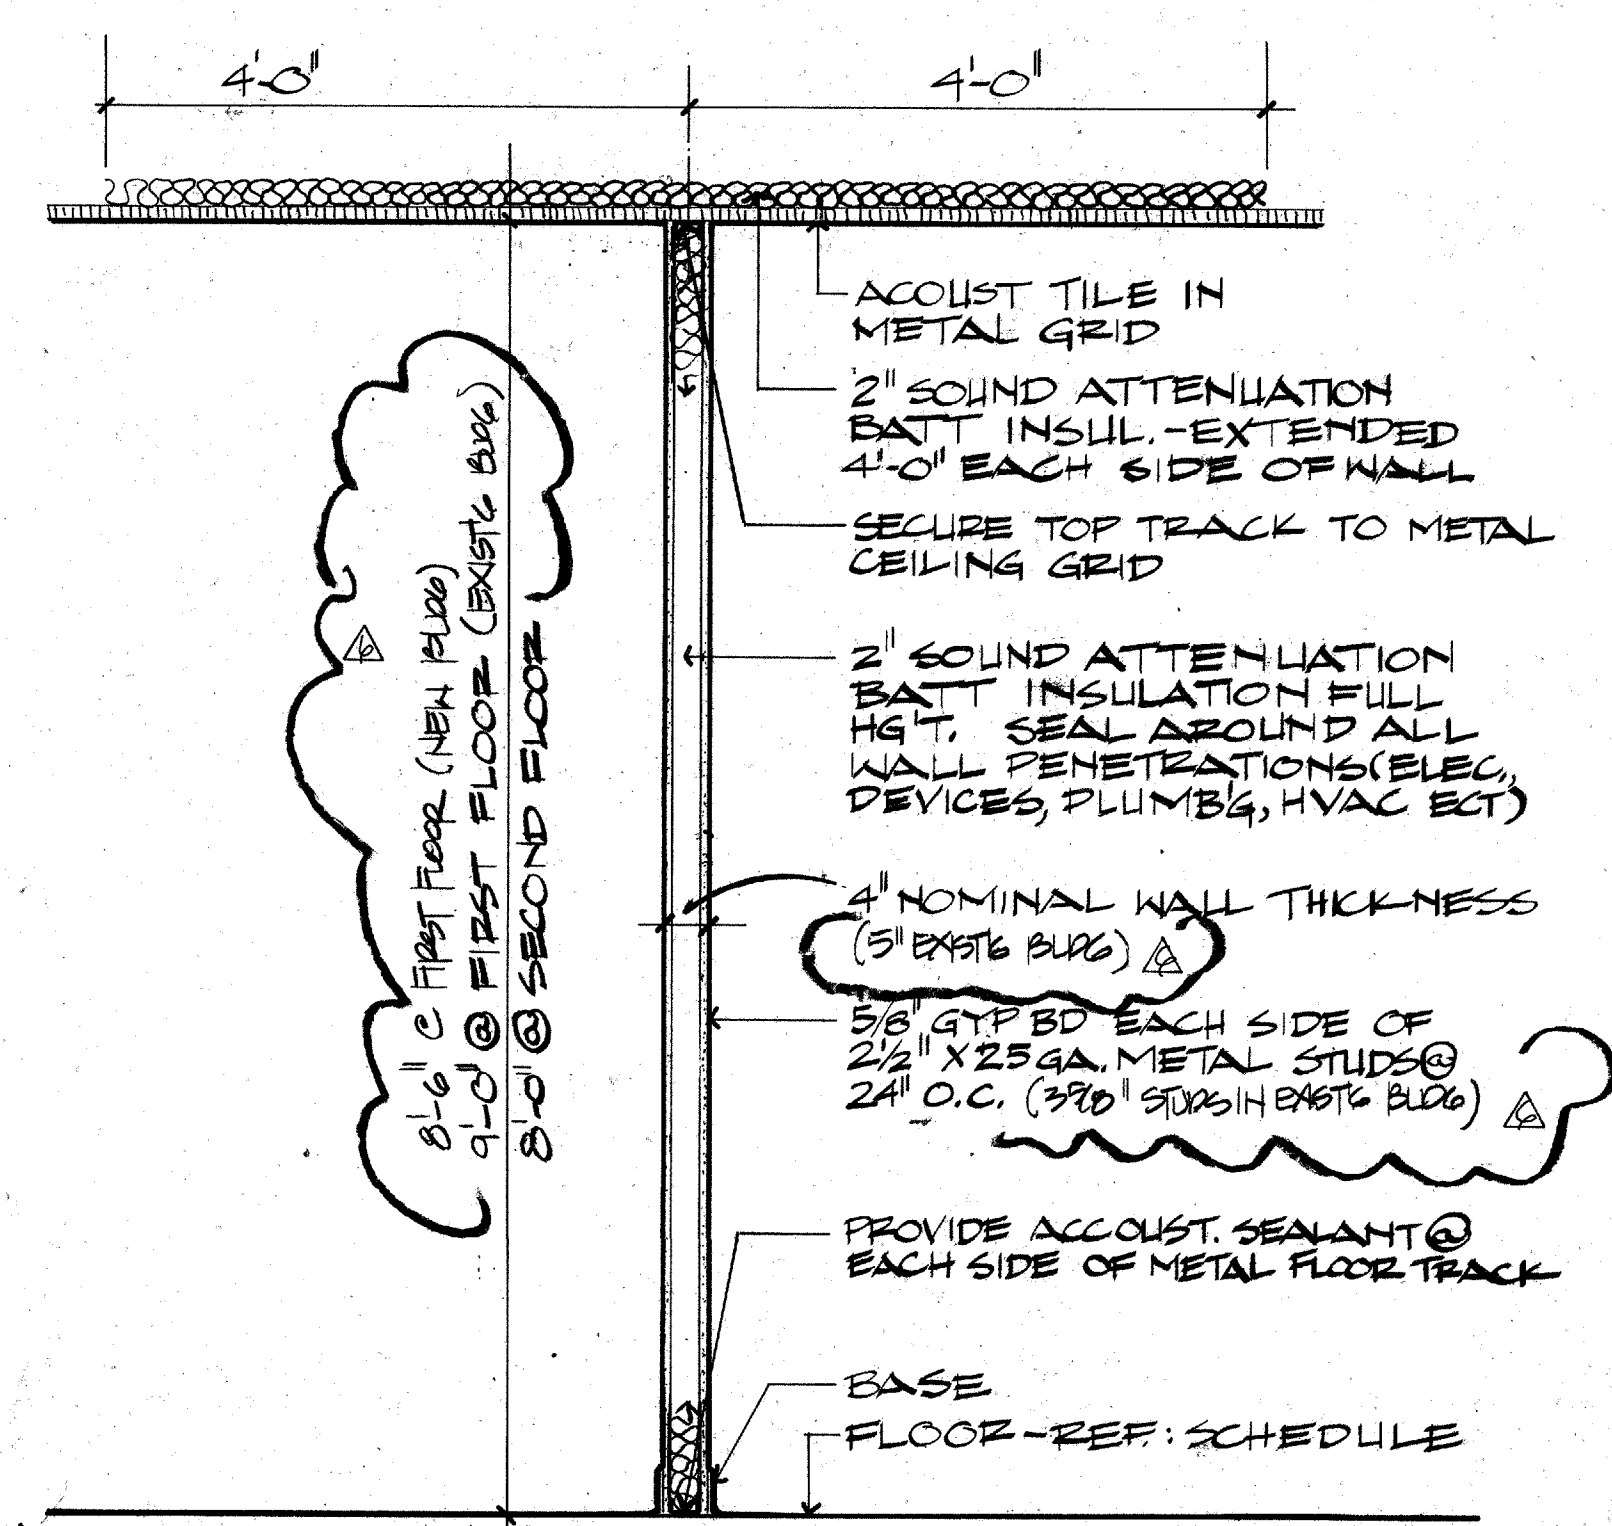 4'-0" 4'-0"
ACOUST TILE IN
METAL GRID
2" SOUND ATTENUATION
BATT INSUL.-EXTENDED
4'-0" EACH SIDE OF WALL
SECURE TOP TRACK TO METAL
CEILING GRID
2" SOUND ATTENUATION
BATT INSULATION FULL
HG'T. SEAL AROUND ALL
WALL PENETRATIONS (ELEC.,
DEVICES, PLUMB'G, HVAC ECT)
4" NOMINAL WALL THICKNESS
(5" EXIST'G BLDG) 6
5/8" GYP BD EACH SIDE OF
2 1/2" X 25 GA. METAL STUDS @
24" O.C. (3 5/8" STUDS IN EXIST'G BLDG) 6
PROVIDE ACCOUST. SEALANT @
EACH SIDE OF METAL FLOOR TRACK
BASE
FLOOR-REF.: SCHEDULE
8'-6" @ FIRST FLOOR (NEW BLDG)
9'-0" @ FIRST FLOOR (EXIST'G BLDG)
8'-0" @ SECOND FLOOR
6